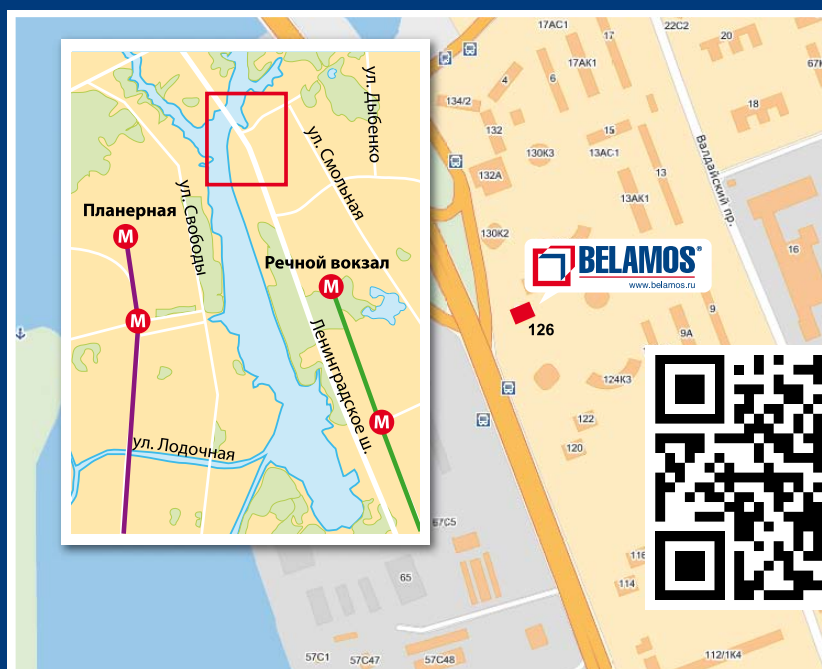 17АС1
22С2
17
20
17АК1
67К
4
6
134/2
18
132
15
130К3
13АС1
132А
13
13АК1
Валдайский пр.
130К2
16
BELAMOS®
www.belamos.ru
126
9
9А
124К3
122
120
116
114
67С5
65
57С1
57С47
57С48
112/1К4
ул. Дыбенко
ул. Смольная
ул. Свободы
Планерная
М
М
Речной вокзал
М
Ленинградское ш.
М
ул. Лодочная